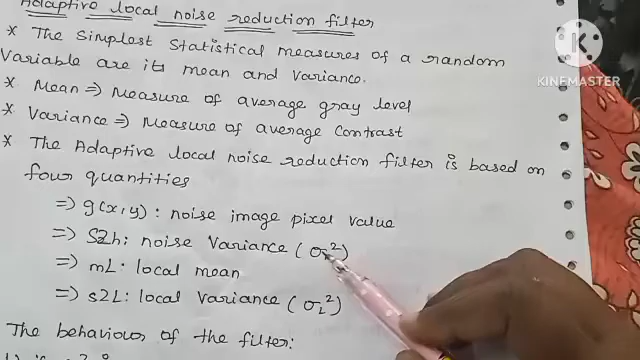 Adaptive local noise reduction filter
* The simplest statistical measures of a random
Variable are its mean and Variance.
* Mean => Measure of average gray level
* Variance => Measure of average Contrast
* The Adaptive local noise reduction filter is based on
four quantities
=> g(x,y): noise image pixel value
=> S2n: noise Variance (σ²)
=> mL: local mean
=> s2L: local variance (σL²)
The behaviour of the filter:
KINEMASTER